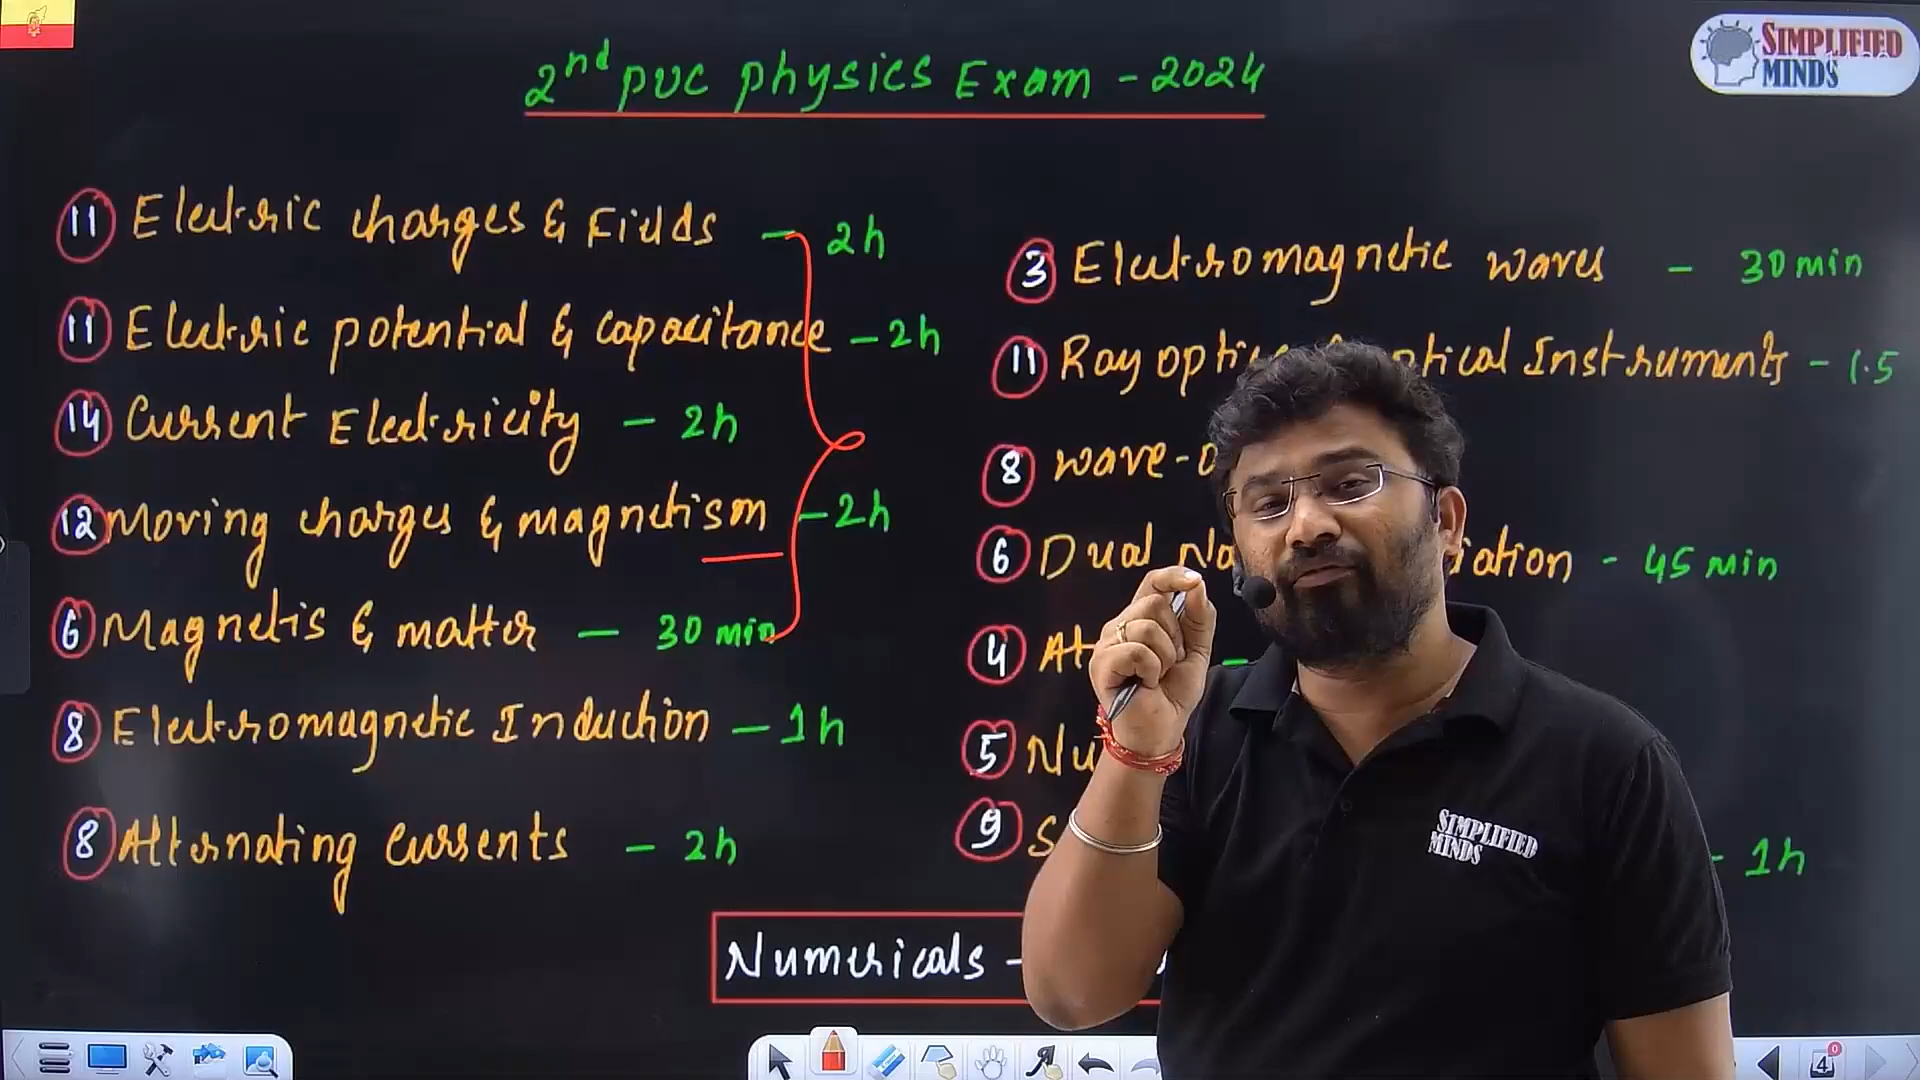 2nd PUC Physics Exam - 2024
SIMPLIFIED
MINDS
11 Electric charges & Fields - 2h
11 Electric potential & capacitance - 2h
14 Current Electricity - 2h
12 Moving charges & magnetism - 2h
6 Magnetis & matter - 30 min
8 Electromagnetic Induction - 1h
8 Alternating currents - 2h
3 Electromagnetic waves - 30 min
11 Ray Instruments - 1.5
8 wave-
6 Dual - 45 min
4
5
9 - 1h
Numericals -
SIMPLIFIED
MINDS
4
0